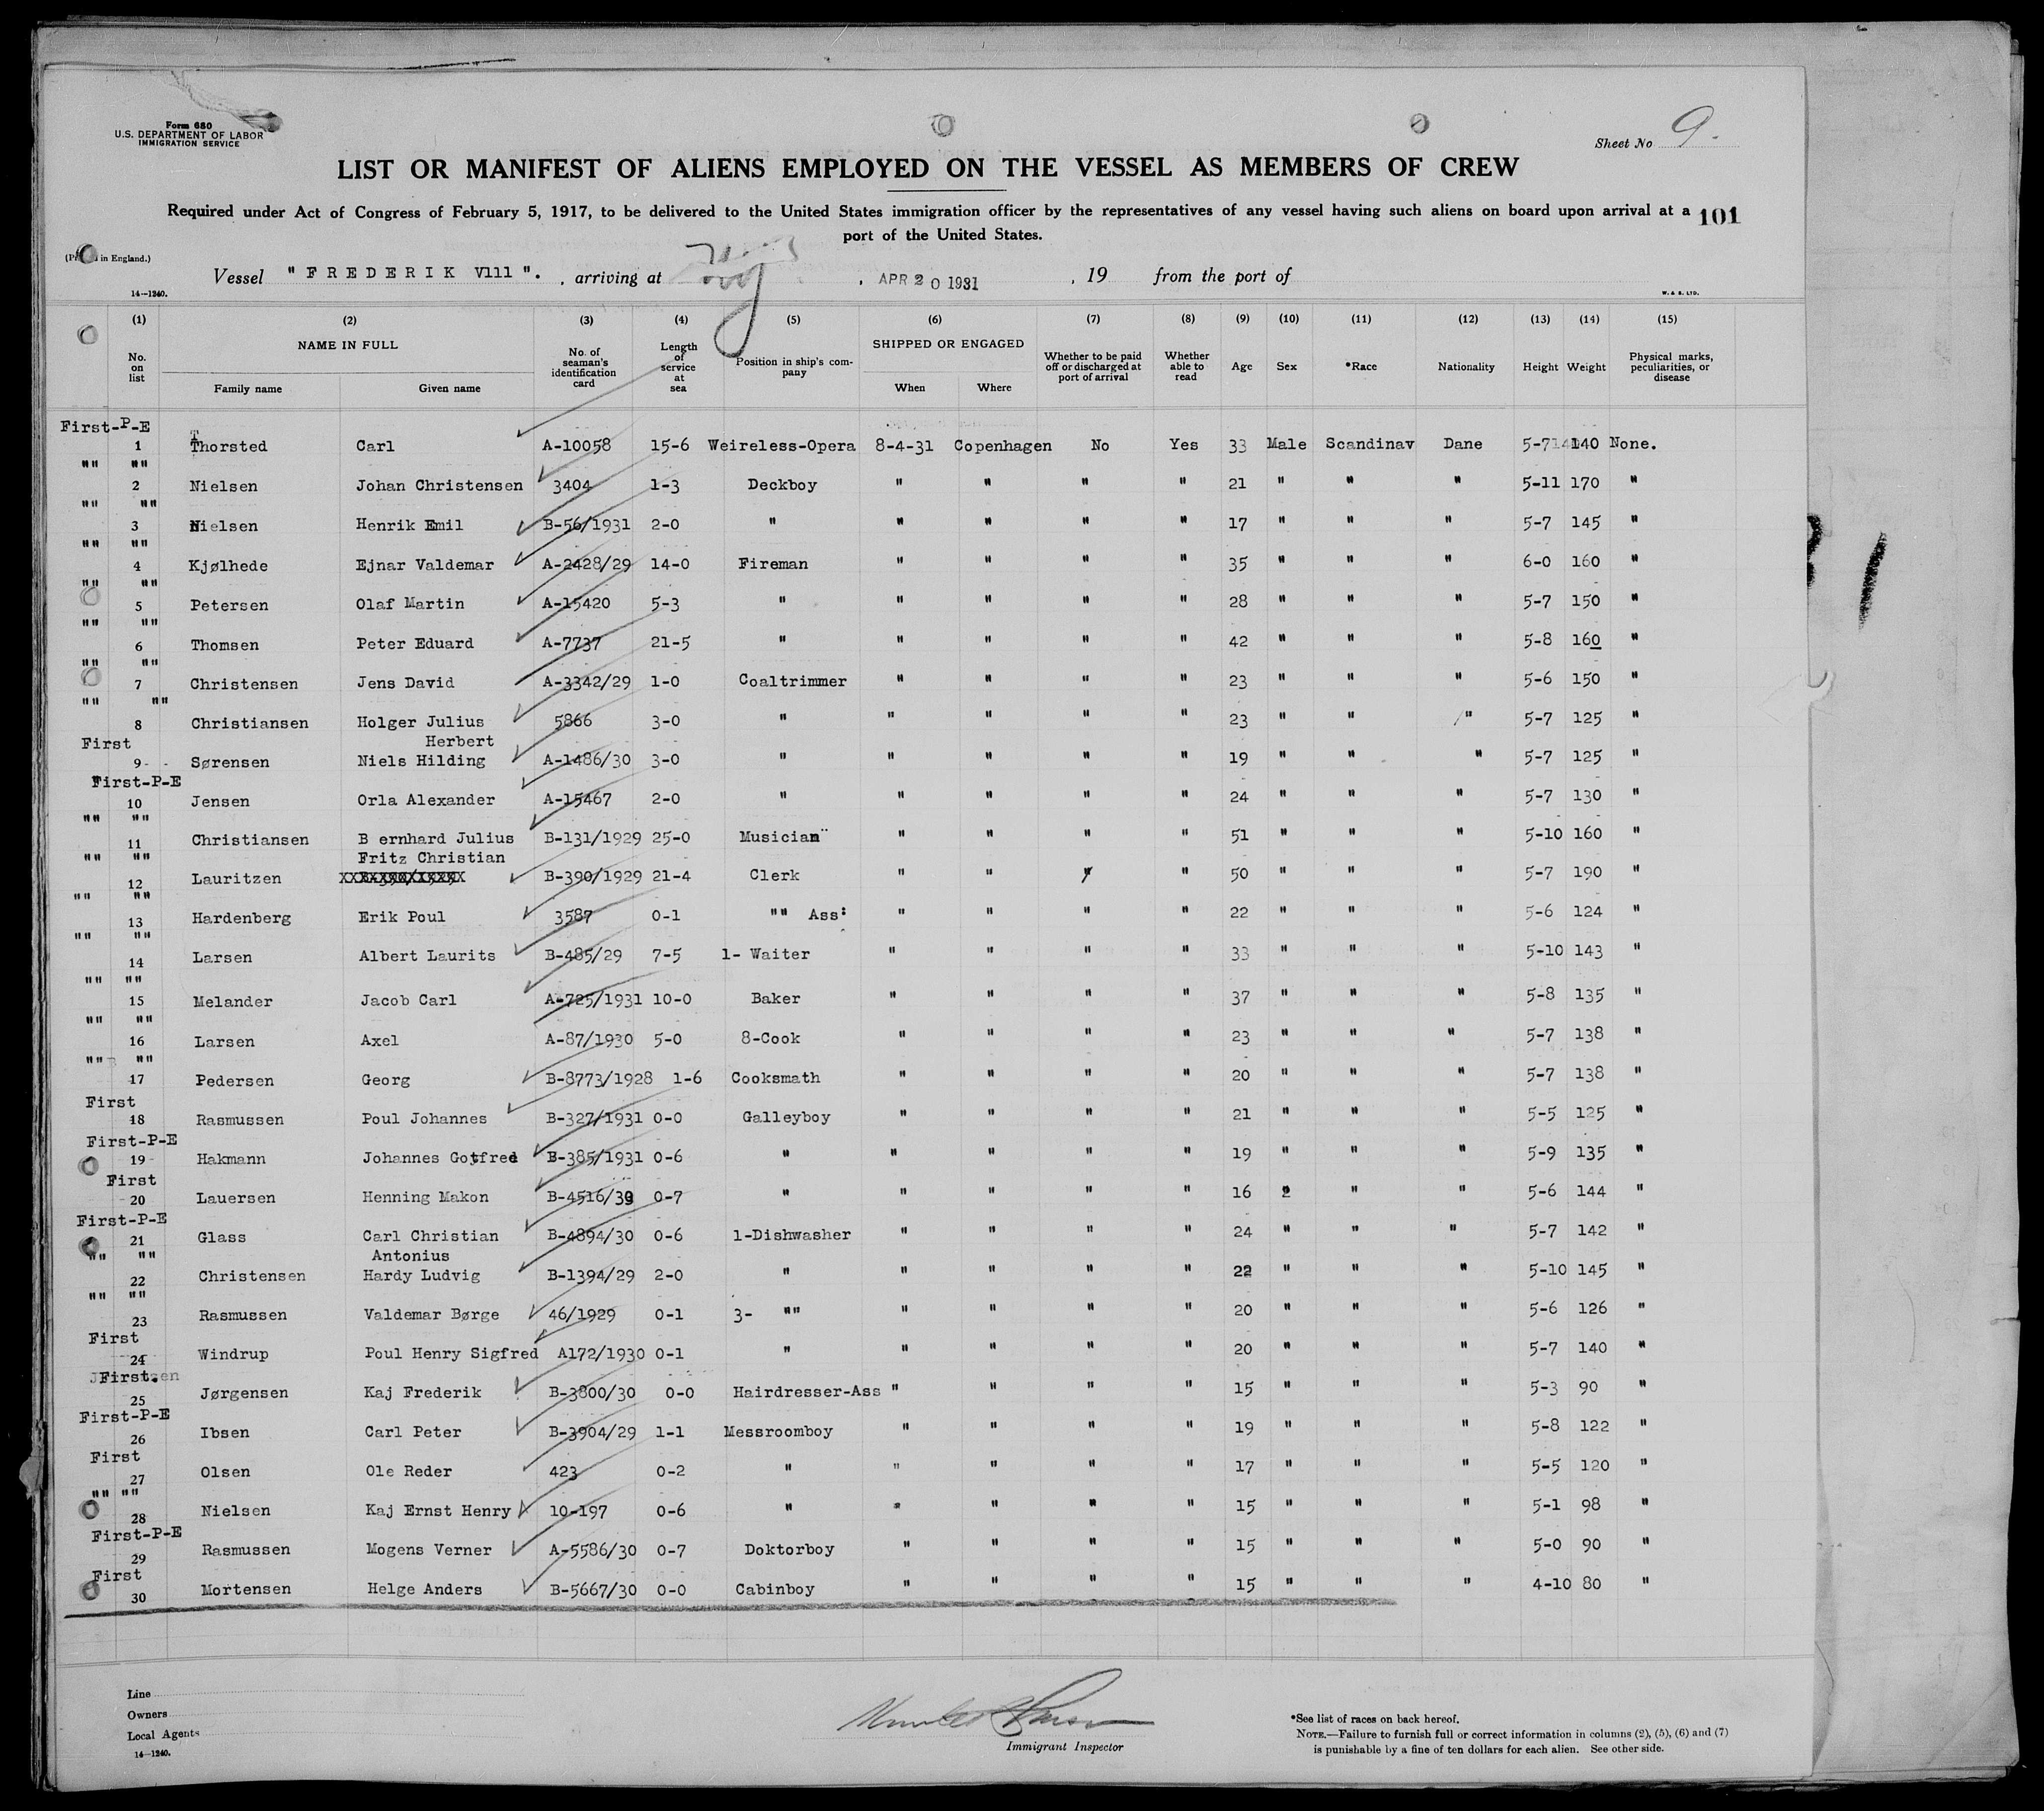 Form 680
U.S. DEPARTMENT OF LABOR
IMMIGRATION SERVICE
Sheet No 9.
LIST OR MANIFEST OF ALIENS EMPLOYED ON THE VESSEL AS MEMBERS OF CREW
Required under Act of Congress of February 5, 1917, to be delivered to the United States immigration officer by the representatives of any vessel having such aliens on board upon arrival at a 101
port of the United States.
in England.)
Vessel " FREDERIK V111 ". , arriving at , APR 20 1931 , 19 from the port of
14—1240. W. & S. LTD.
(1) (2) (3) (4) (5) (6) (7) (8) (9) (10) (11) (12) (13) (14) (15)
No. on list NAME IN FULL Family name Given name No. of seaman's identification card Length of service at sea Position in ship's company SHIPPED OR ENGAGED When Where Whether to be paid off or discharged at port of arrival Whether able to read Age Sex *Race Nationality Height Weight Physical marks, peculiarities, or disease
First-P-E
1 Thorsted Carl A-10058 15-6 Weireless-Opera 8-4-31 Copenhagen No Yes 33 Male Scandinav Dane 5-7 140 None.
"" ""
2 Nielsen Johan Christensen 3404 1-3 Deckboy " " " " 21 " " " 5-11 170 "
"" ""
3 Nielsen Henrik Emil B-56/1931 2-0 " " " " " 17 " " " 5-7 145 "
"" ""
4 Kjølhede Ejnar Valdemar A-2428/29 14-0 Fireman " " " " 35 " " " 6-0 160 "
"" ""
5 Petersen Olaf Martin A-15420 5-3 " " " " " 28 " " " 5-7 150 "
"" ""
6 Thomsen Peter Eduard A-7737 21-5 " " " " " 42 " " " 5-8 160 "
"" ""
7 Christensen Jens David A-3342/29 1-0 Coaltrimmer " " " " 23 " " " 5-6 150 "
"" ""
8 Christiansen Holger Julius 5866 3-0 " " " " " 23 " " " 5-7 125 "
First Herbert
9 Sørensen Niels Hilding A-1486/30 3-0 " " " " " 19 " " " 5-7 125 "
First-P-E
10 Jensen Orla Alexander A-15467 2-0 " " " " " 24 " " " 5-7 130 "
"" ""
11 Christiansen B ernhard Julius B-131/1929 25-0 Musician" " " " " 51 " " " 5-10 160 "
"" "" Fritz Christian
12 Lauritzen B-390/1929 21-4 Clerk " " " " 50 " " " 5-7 190 "
"" ""
13 Hardenberg Erik Poul 3587 0-1 "" Ass: " " " " 22 " " " 5-6 124 "
"" ""
14 Larsen Albert Laurits B-485/29 7-5 1- Waiter " " " " 33 " " " 5-10 143 "
"" ""
15 Melander Jacob Carl A-725/1931 10-0 Baker " " " " 37 " " " 5-8 135 "
"" ""
16 Larsen Axel A-87/1930 5-0 8-Cook " " " " 23 " " " 5-7 138 "
"" ""
17 Pedersen Georg B-8773/1928 1-6 Cooksmath " " " " 20 " " " 5-7 138 "
First
18 Rasmussen Poul Johannes B-327/1931 0-0 Galleyboy " " " " 21 " " " 5-5 125 "
First-P-E
19 Hakmann Johannes Gotfred B-385/1931 0-6 " " " " " 19 " " " 5-9 135 "
First
20 Lauersen Henning Makon B-4516/30 0-7 " " " " " 16 " " " 5-6 144 "
First-P-E
21 Glass Carl Christian B-4894/30 0-6 1-Dishwasher " " " " 24 " " " 5-7 142 "
"" "" Antonius
22 Christensen Hardy Ludvig B-1394/29 2-0 " " " " " 22 " " " 5-10 145 "
"" ""
23 Rasmussen Valdemar Børge 46/1929 0-1 3- "" " " " " 20 " " " 5-6 126 "
First
24 Windrup Poul Henry Sigfred A172/1930 0-1 " " " " " 20 " " " 5-7 140 "
First.
25 Jørgensen Kaj Frederik B-3800/30 0-0 Hairdresser-Ass " " " " 15 " " " 5-3 90 "
First-P-E
26 Ibsen Carl Peter B-3904/29 1-1 Messroomboy " " " " 19 " " " 5-8 122 "
First
27 Olsen Ole Reder 423 0-2 " " " " " 17 " " " 5-5 120 "
"" ""
28 Nielsen Kaj Ernst Henry 10-197 0-6 " " " " " 15 " " " 5-1 98 "
First-P-E
29 Rasmussen Mogens Verner A-5586/30 0-7 Doktorboy " " " " 15 " " " 5-0 90 "
First
30 Mortensen Helge Anders B-5667/30 0-0 Cabinboy " " " " 15 " " " 4-10 80 "
Line
Owners
Local Agents
14—1240.
Immigrant Inspector
*See list of races on back hereof.
NOTE.—Failure to furnish full or correct information in columns (2), (5), (6) and (7)
is punishable by a fine of ten dollars for each alien. See other side.